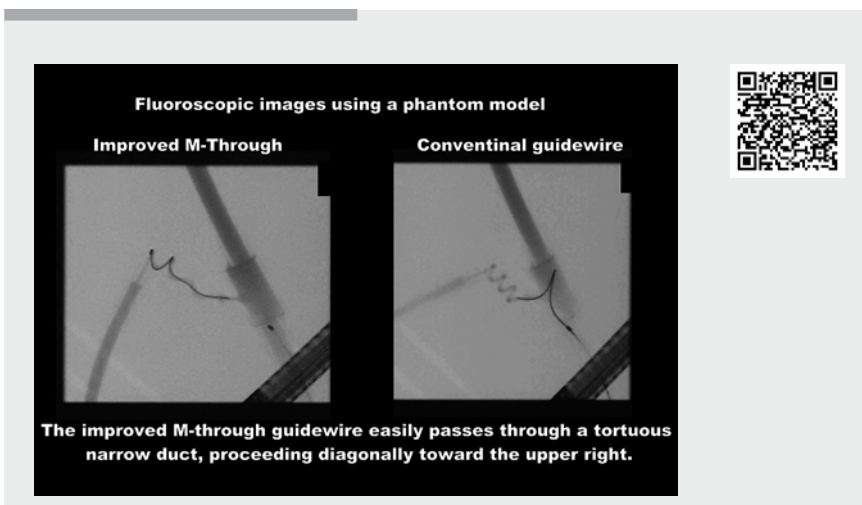 Fluoroscopic images using a phantom model
Improved M-Through
Conventinal guidewire
The improved M-through guidewire easily passes through a tortuous
narrow duct, proceeding diagonally toward the upper right.